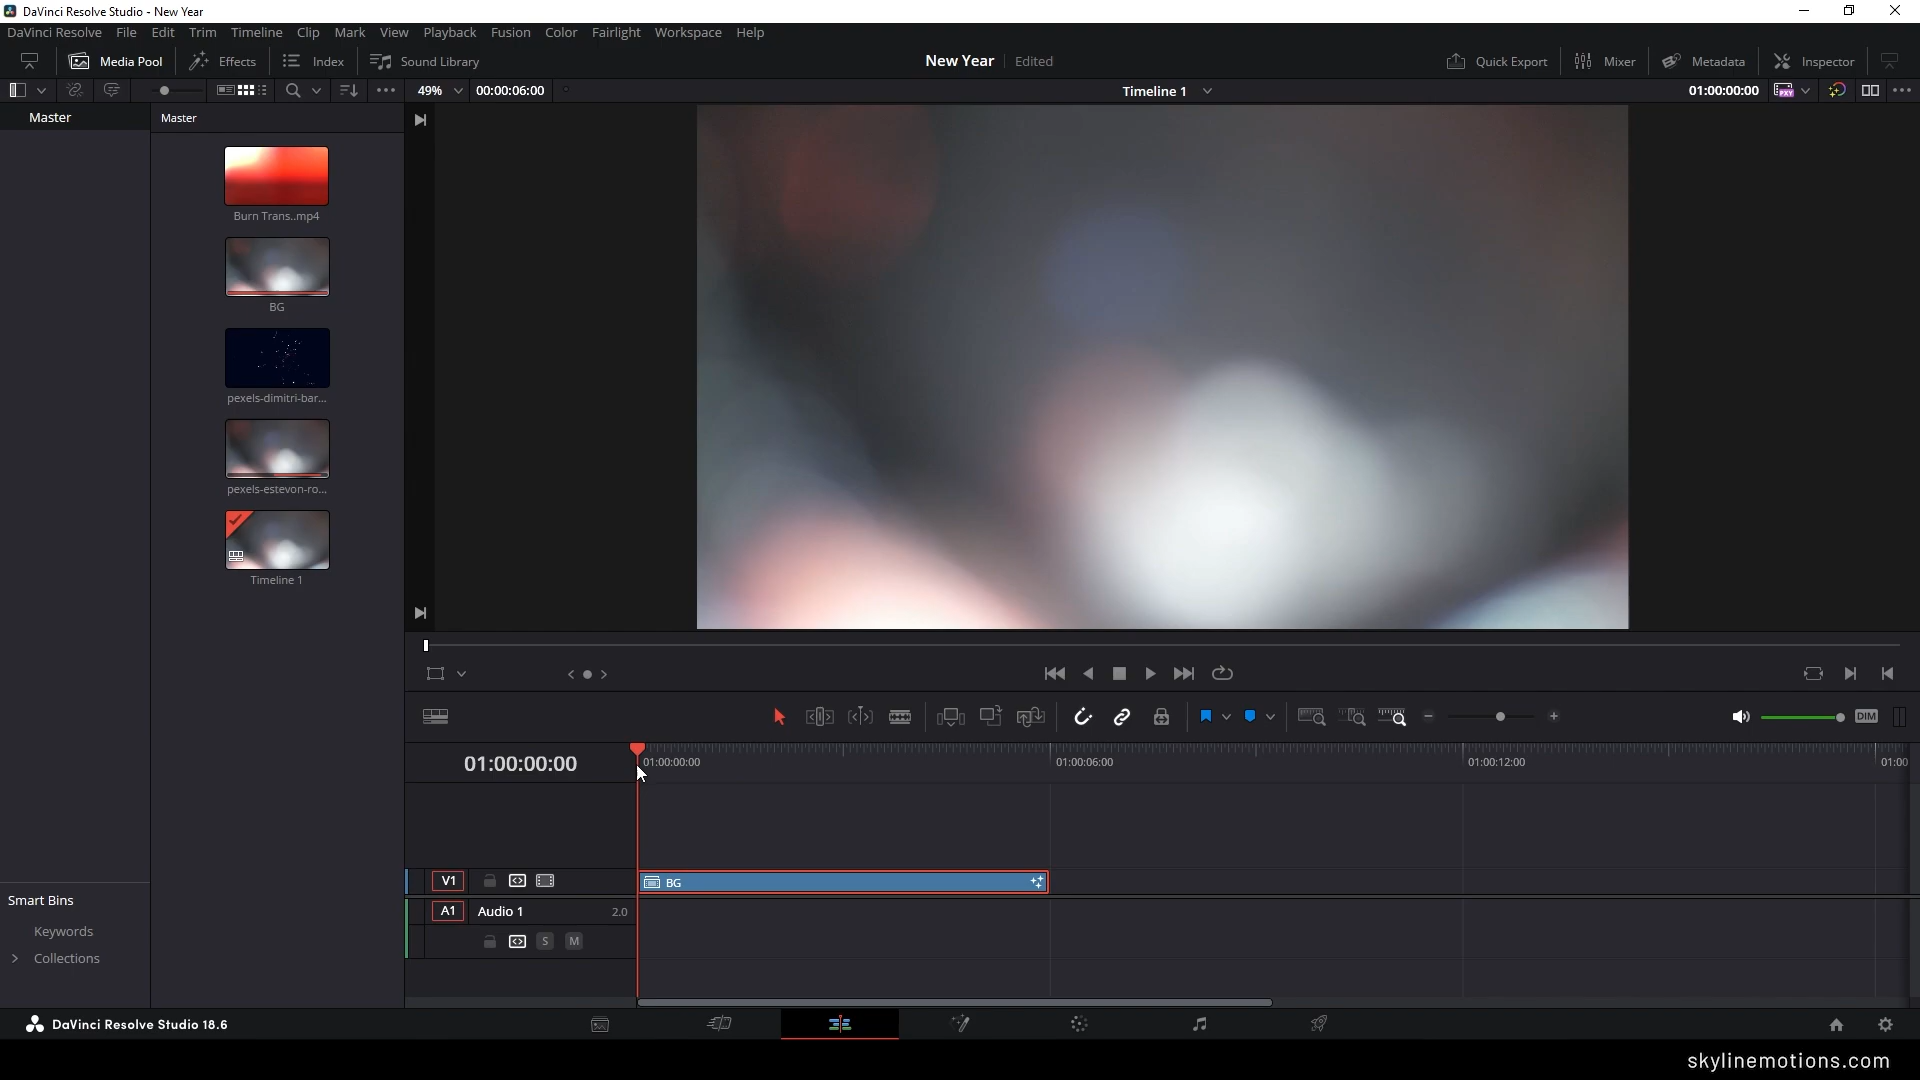 DaVinci Resolve Studio - New Year
DaVinci Resolve File Edit Trim Timeline Clip Mark View Playback Fusion Color Fairlight Workspace Help
Media Pool Effects Index Sound Library New Year Edited Quick Export Mixer Metadata Inspector
49% 00:00:06:00 Timeline 1 01:00:00:00 PXY
Master Master
Burn Trans..mp4
BG
pexels-dimitri-bar...
pexels-estevon-ro...
Timeline 1
DIM
01:00:00:00 01:00:00:00 01:00:06:00 01:00:12:00 01:00
V1 BG
Smart Bins
A1 Audio 1 2.0
Keywords
S M
Collections
DaVinci Resolve Studio 18.6
skylinemotions.com